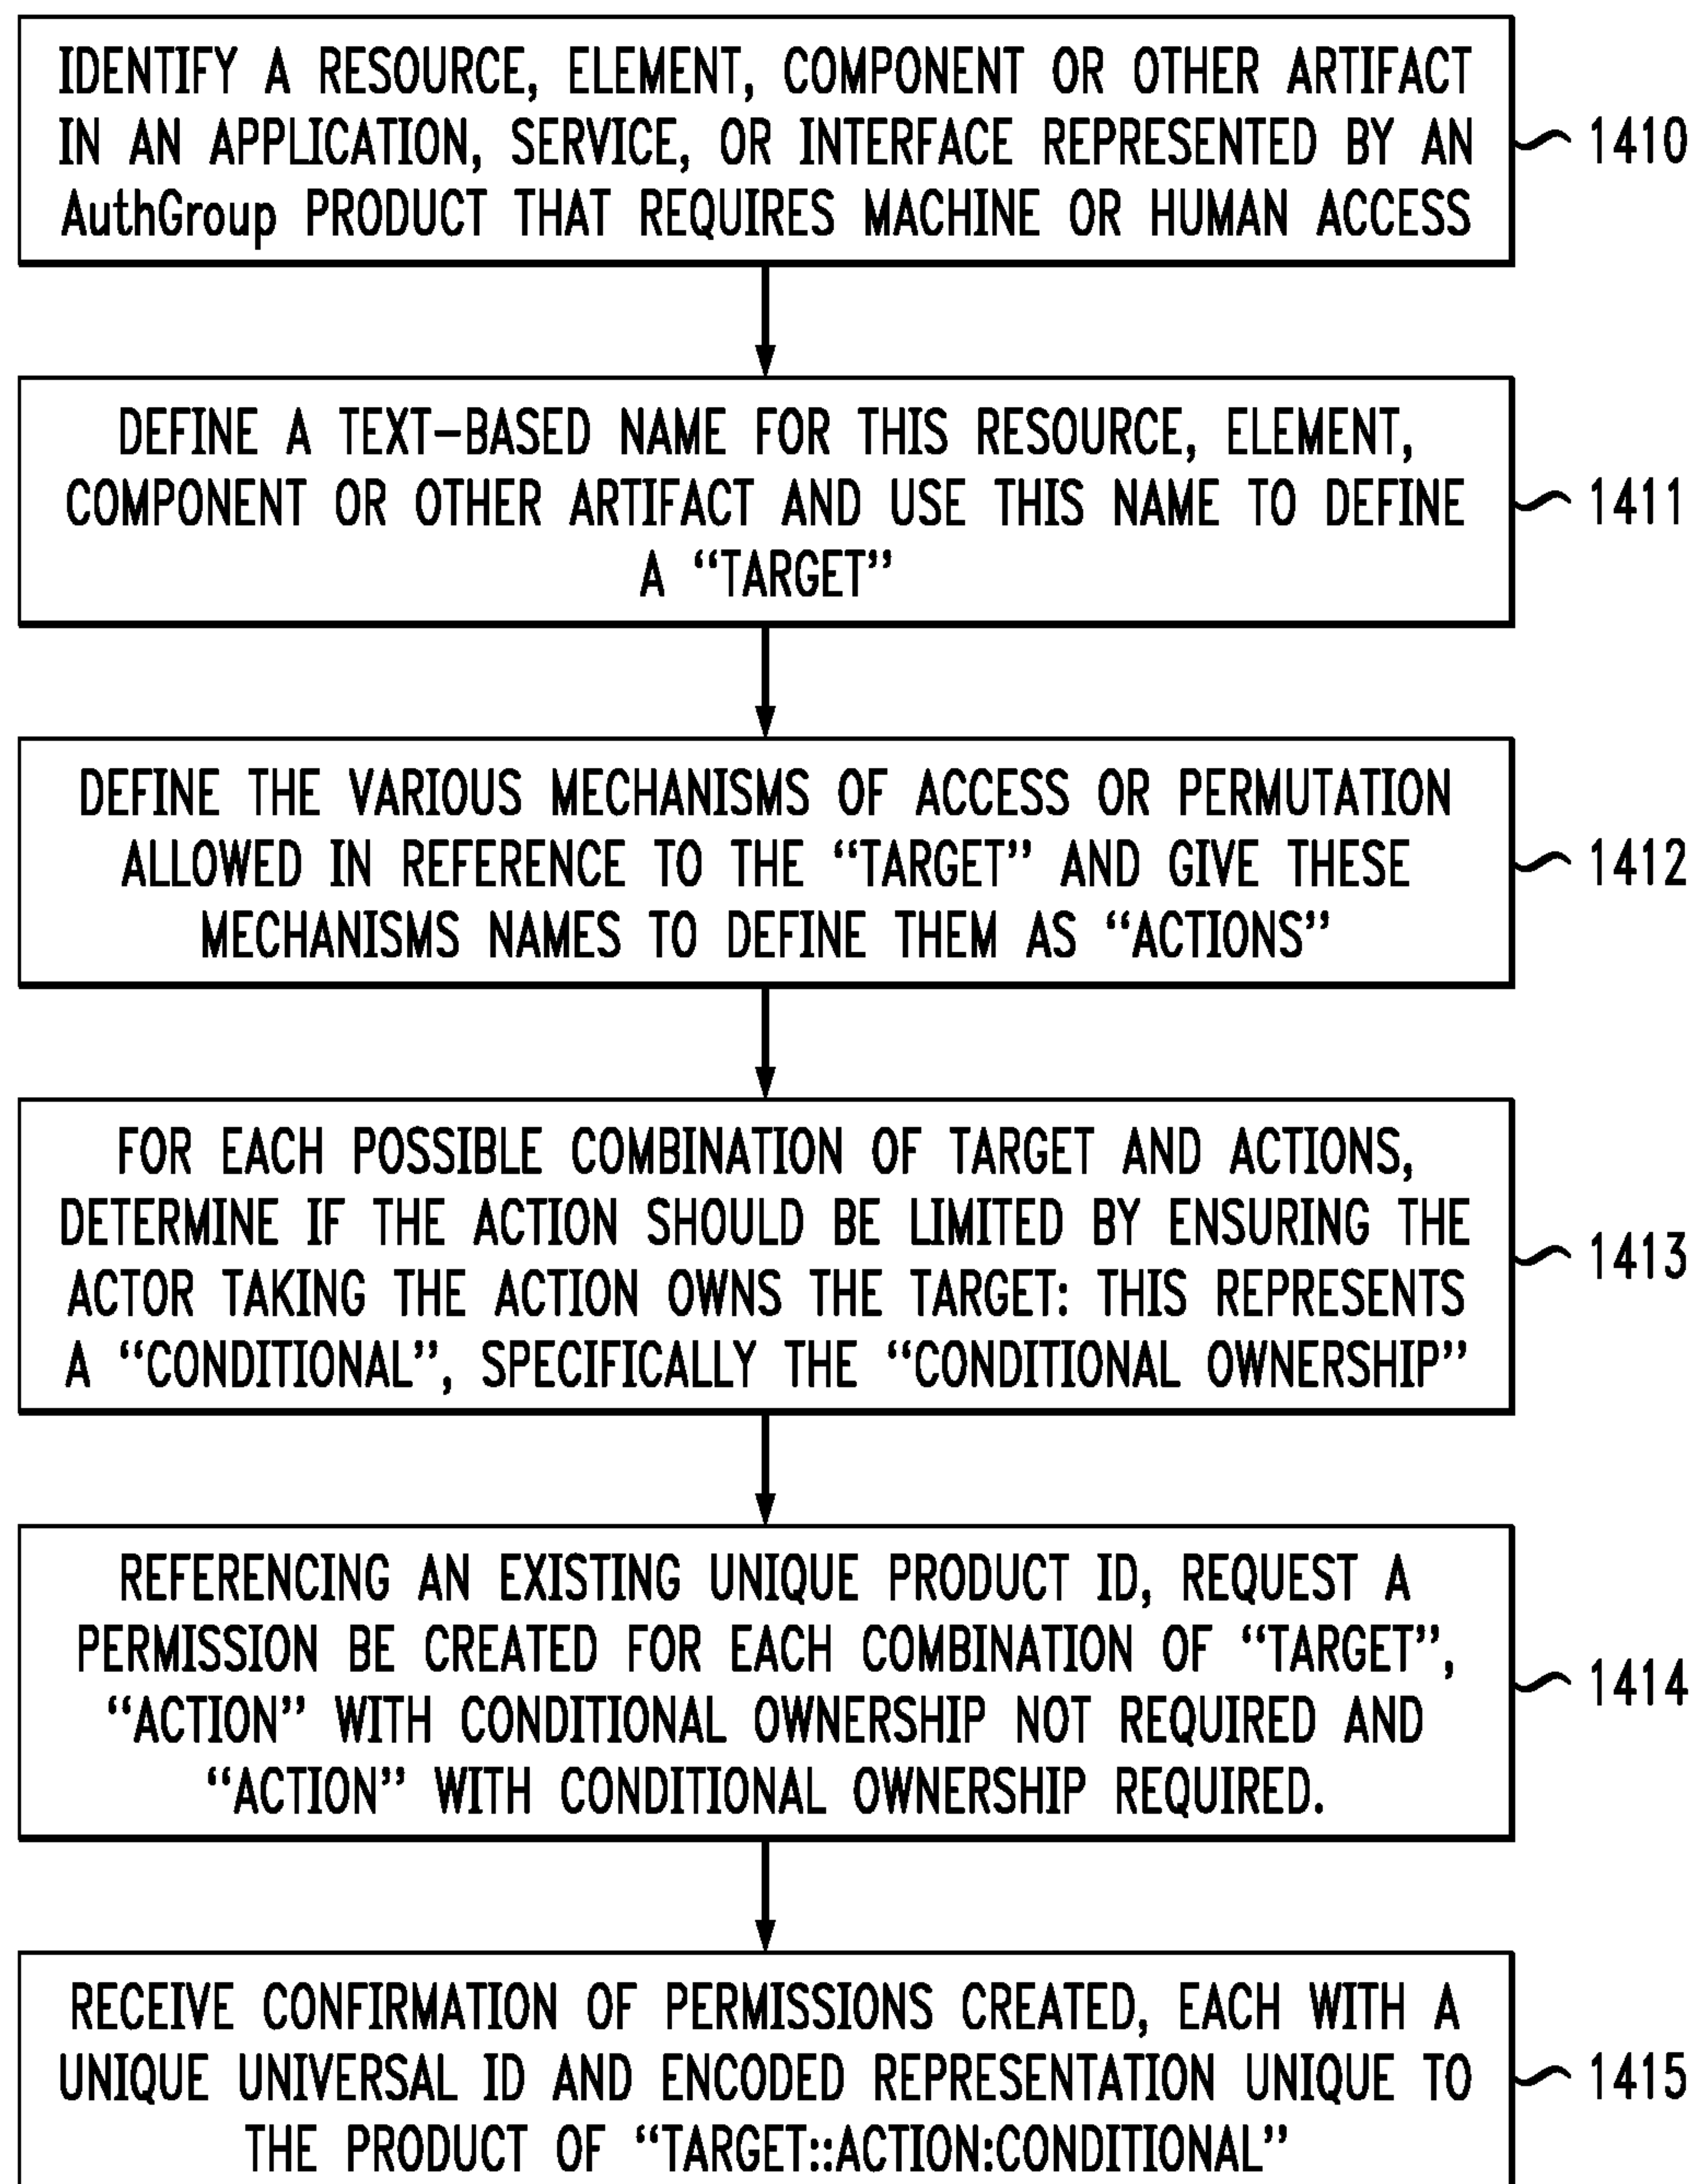 IDENTIFY A RESOURCE, ELEMENT, COMPONENT OR OTHER ARTIFACT
IN AN APPLICATION, SERVICE, OR INTERFACE REPRESENTED BY AN
AuthGroup PRODUCT THAT REQUIRES MACHINE OR HUMAN ACCESS
1410
DEFINE A TEXT-BASED NAME FOR THIS RESOURCE, ELEMENT,
COMPONENT OR OTHER ARTIFACT AND USE THIS NAME TO DEFINE
A “TARGET”
1411
DEFINE THE VARIOUS MECHANISMS OF ACCESS OR PERMUTATION
ALLOWED IN REFERENCE TO THE “TARGET” AND GIVE THESE
MECHANISMS NAMES TO DEFINE THEM AS “ACTIONS”
1412
FOR EACH POSSIBLE COMBINATION OF TARGET AND ACTIONS,
DETERMINE IF THE ACTION SHOULD BE LIMITED BY ENSURING THE
ACTOR TAKING THE ACTION OWNS THE TARGET: THIS REPRESENTS
A “CONDITIONAL”, SPECIFICALLY THE “CONDITIONAL OWNERSHIP”
1413
REFERENCING AN EXISTING UNIQUE PRODUCT ID, REQUEST A
PERMISSION BE CREATED FOR EACH COMBINATION OF “TARGET”,
“ACTION” WITH CONDITIONAL OWNERSHIP NOT REQUIRED AND
“ACTION” WITH CONDITIONAL OWNERSHIP REQUIRED.
1414
RECEIVE CONFIRMATION OF PERMISSIONS CREATED, EACH WITH A
UNIQUE UNIVERSAL ID AND ENCODED REPRESENTATION UNIQUE TO
THE PRODUCT OF “TARGET::ACTION:CONDITIONAL”
1415